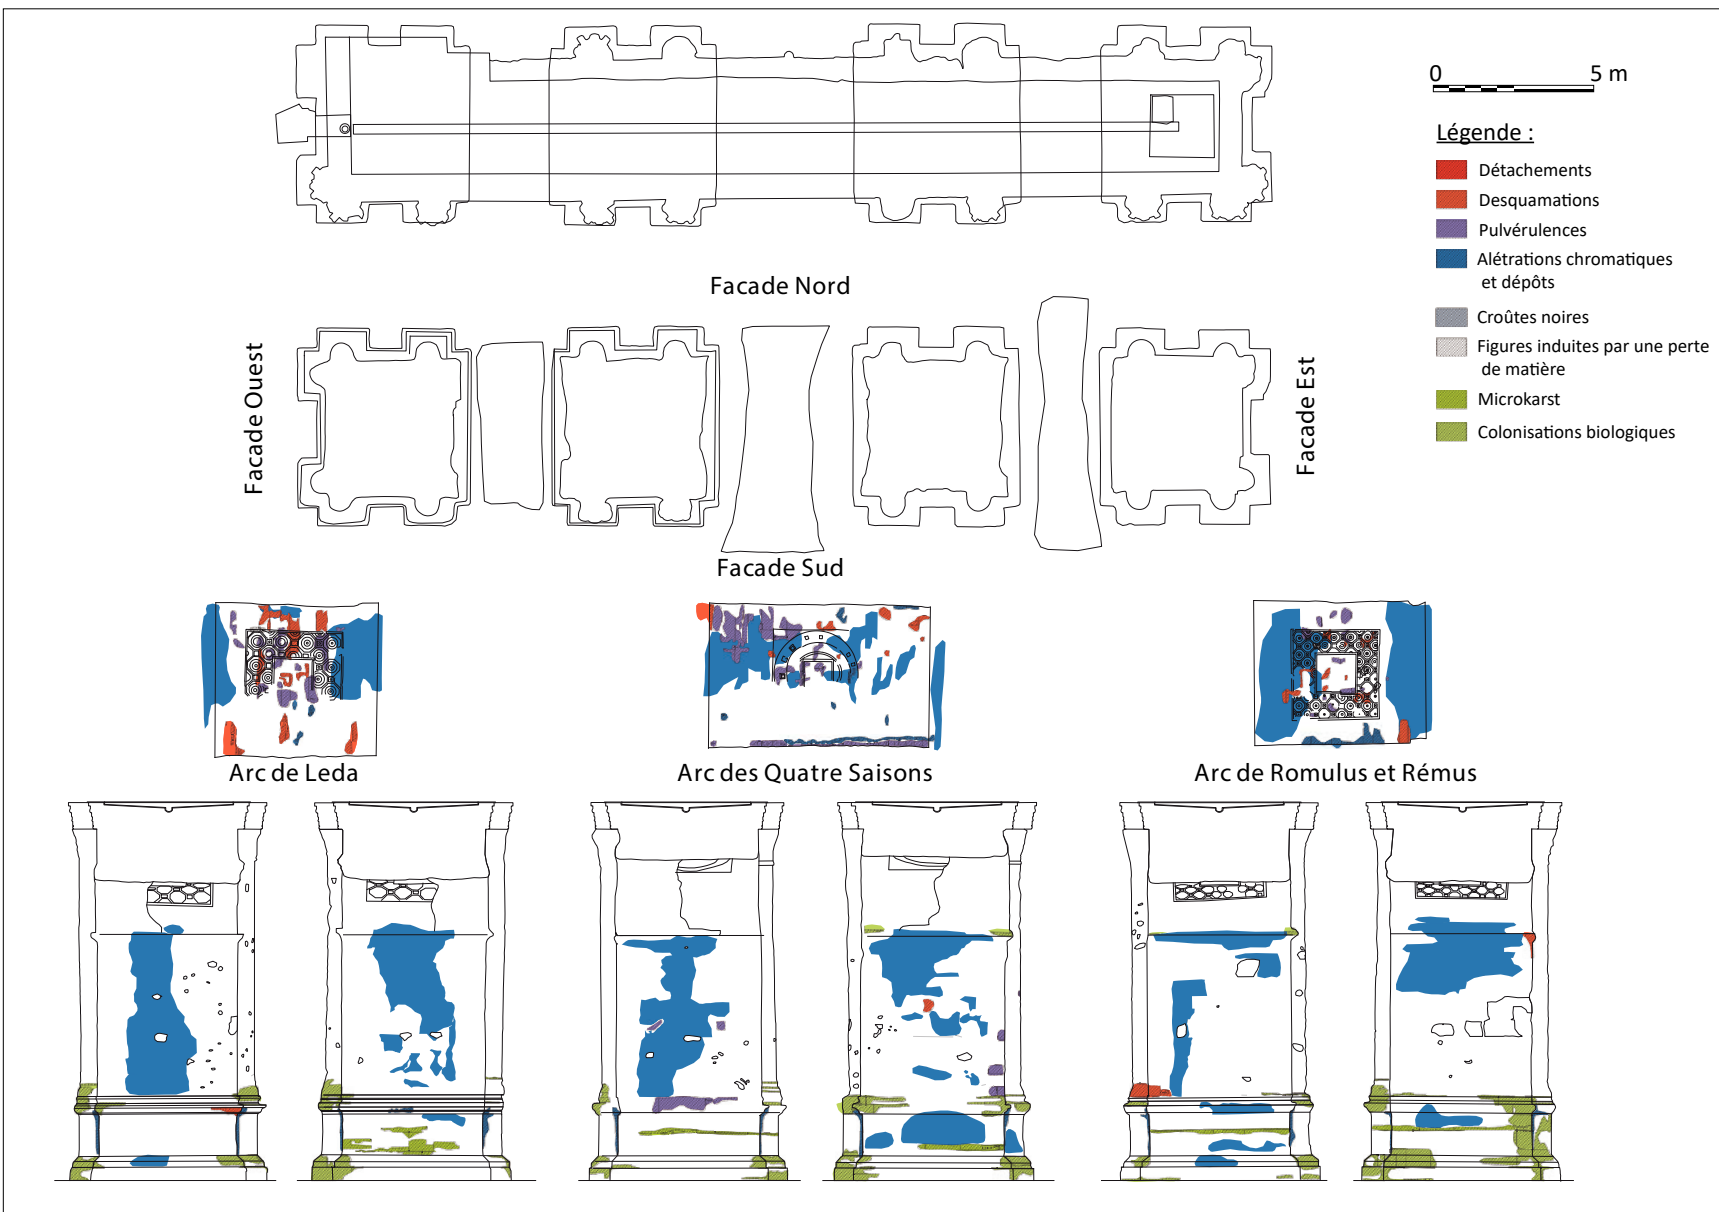 0 5 m
Légende :
Détachements
Desquamations
Pulvérulences
Alétrations chromatiques
et dépôts
Croûtes noires
Figures induites par une perte
de matière
Microkarst
Colonisations biologiques
Facade Nord
Facade Ouest
Facade Est
Facade Sud
Arc de Leda
Arc des Quatre Saisons
Arc de Romulus et Rémus